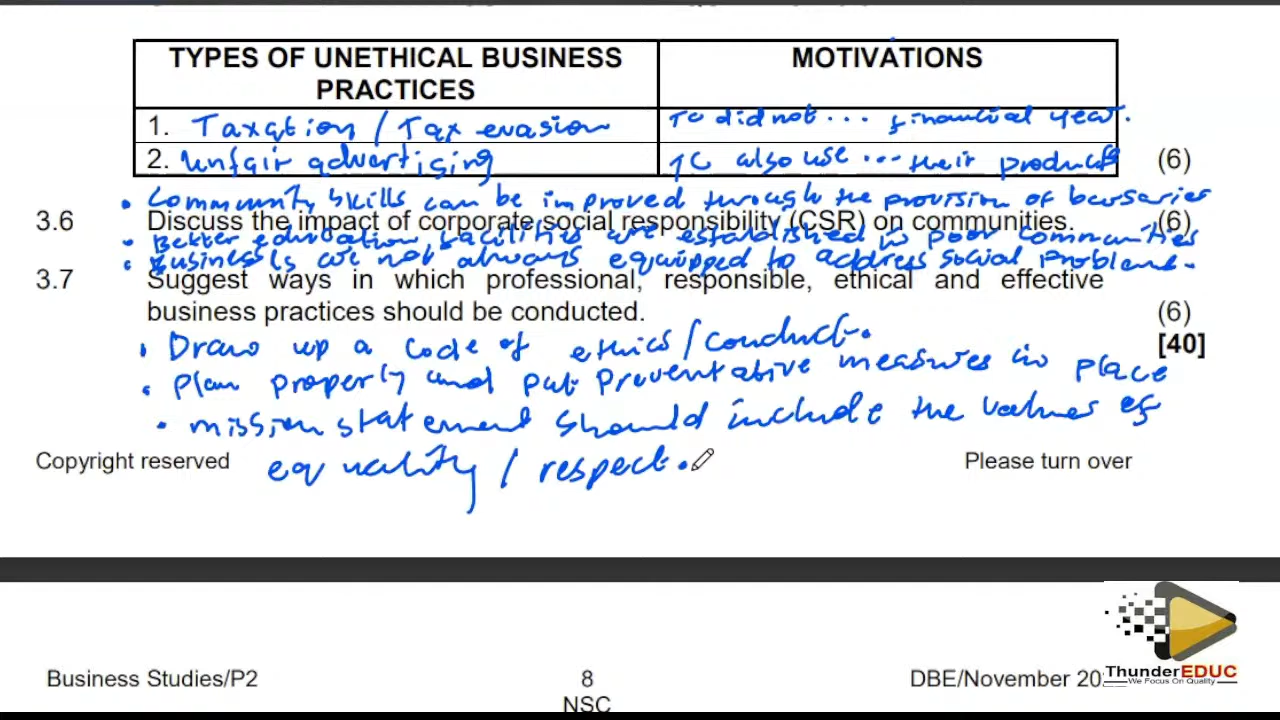 TYPES OF UNETHICAL BUSINESS PRACTICES MOTIVATIONS
1. Taxation / Tax evasion TC did not... financial year.
2. Unfair advertising TC also use ... their products (6)
• Community skills can be improved through the provision of bursaries
3.6 Discuss the impact of corporate social responsibility (CSR) on communities. (6)
• Better education facilities are established in poor communities
• Business is are not always equipped to address social problems.
3.7 Suggest ways in which professional, responsible, ethical and effective
business practices should be conducted. (6)
[40]
• Draw up a code of ethics / conduct.
• Plan properly and put preventative measures in place
• mission statement should include the values of
equality / respect.
Copyright reserved Please turn over
Business Studies/P2 8 DBE/November 20
NSC
ThunderEDUC
We Focus On Quality